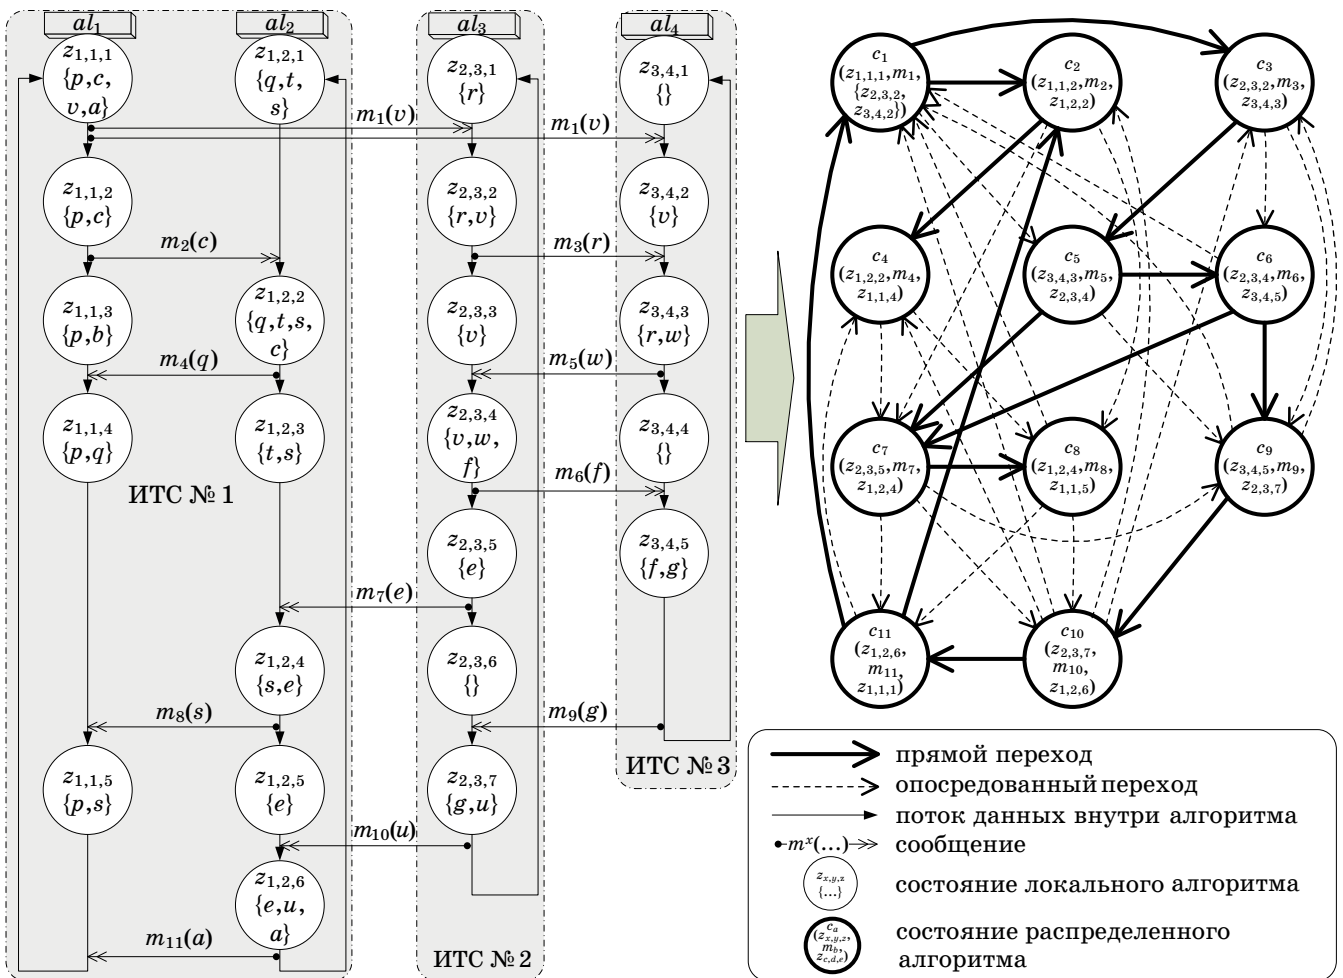 al₁
al₂
al₃
al₄
z₁,₁,₁
{p,c,
v,a}
z₁,₂,₁
{q,t,
s}
z₂,₃,₁
{r}
z₃,₄,₁
{}
m₁(v)
m₁(v)
z₁,₁,₂
{p,c}
z₂,₃,₂
{r,v}
z₃,₄,₂
{v}
m₂(c)
m₃(r)
z₁,₁,₃
{p,b}
z₁,₂,₂
{q,t,s,
c}
z₂,₃,₃
{v}
z₃,₄,₃
{r,w}
m₄(q)
m₅(w)
z₁,₁,₄
{p,q}
z₁,₂,₃
{t,s}
z₂,₃,₄
{v,w,
f}
z₃,₄,₄
{}
ИТС № 1
m₆(f)
z₂,₃,₅
{e}
z₃,₄,₅
{f,g}
m₇(e)
z₁,₂,₄
{s,e}
z₂,₃,₆
{}
m₈(s)
m₉(g)
z₁,₁,₅
{p,s}
z₁,₂,₅
{e}
z₂,₃,₇
{g,u}
ИТС № 3
m₁₀(u)
z₁,₂,₆
{e,u,
a}
m₁₁(a)
ИТС № 2
c₁
(z₁,₁,₁,m₁,
{z₂,₃,₂,
z₃,₄,₂})
c₂
(z₁,₁,₂,m₂,
z₁,₂,₂)
c₃
(z₂,₃,₂,m₃,
z₃,₄,₃)
c₄
(z₁,₂,₂,m₄,
z₁,₁,₄)
c₅
(z₃,₄,₃,m₅,
z₂,₃,₄)
c₆
(z₂,₃,₄,m₆,
z₃,₄,₅)
c₇
(z₂,₃,₅,m₇,
z₁,₂,₄)
c₈
(z₁,₂,₄,m₈,
z₁,₁,₅)
c₉
(z₃,₄,₅,m₉,
z₂,₃,₇)
c₁₁
(z₁,₂,₆,
m₁₁,
z₁,₁,₁)
c₁₀
(z₂,₃,₇,
m₁₀,
z₁,₂,₆)
прямой переход
опосредованный переход
поток данных внутри алгоритма
mˣ(...) сообщение
z_{x,y,z}
{...}
состояние локального алгоритма
c_a
(z_{x,y,z},
m_b,
z_{c,d,e})
состояние распределенного
алгоритма